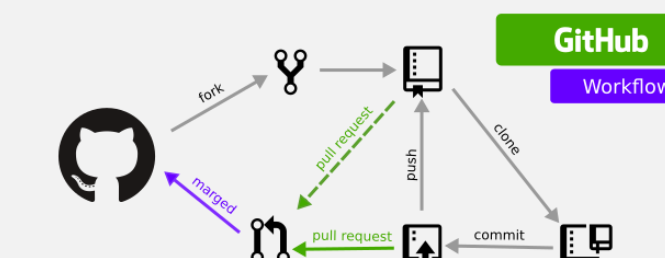 GitHub
Workflow
fork
clone
pull request
push
marged
pull request
commit